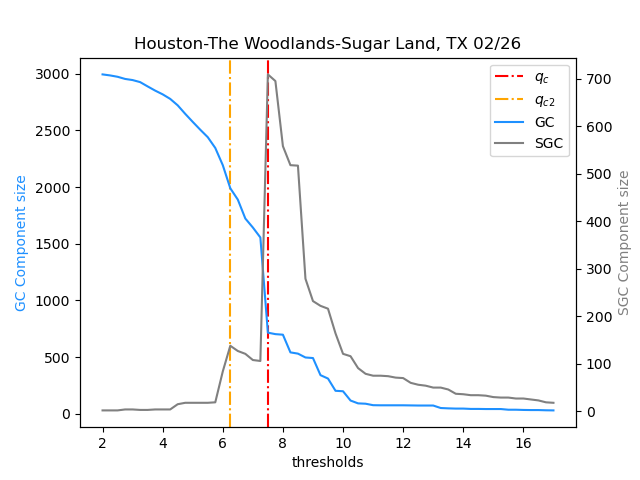 Houston-The Woodlands-Sugar Land, TX 02/26
GC Component size
3000
2500
2000
1500
1000
500
0
700
600
500
400
300
200
100
0
SGC Component size
q_c
q_c2
GC
SGC
2 4 6 8 10 12 14 16
thresholds